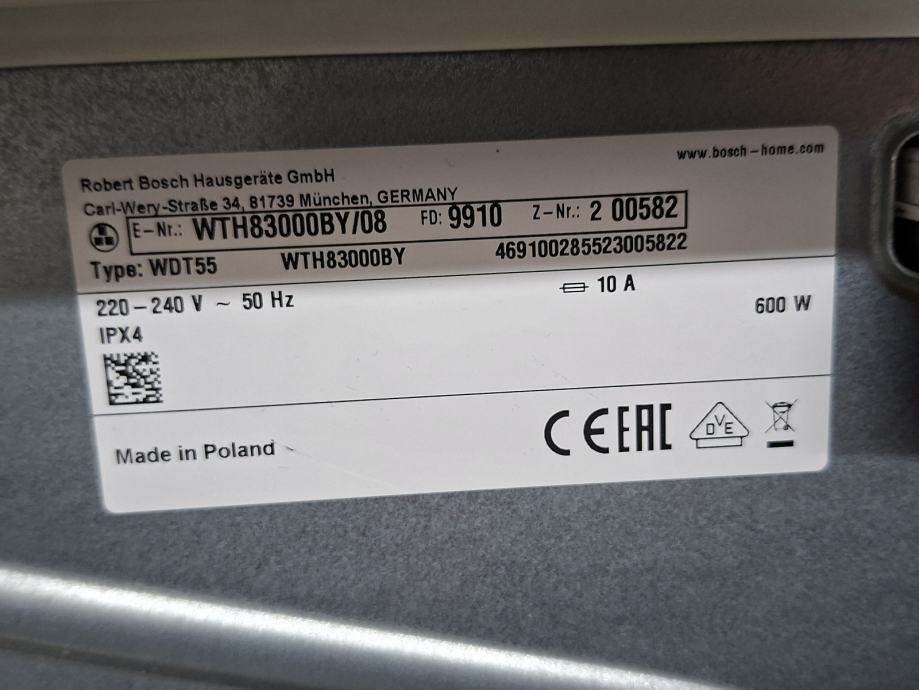 www.bosch-home.com
Robert Bosch Hausgeräte GmbH
Carl-Wery-Straße 34, 81739 München, GERMANY
E-Nr.: WTH83000BY/08 FD: 9910 Z-Nr.: 2 00582
Type: WDT55 WTH83000BY 469100285523005822
220-240 V ~ 50 Hz 10 A 600 W
IPX4
Made in Poland CE EAC DVE